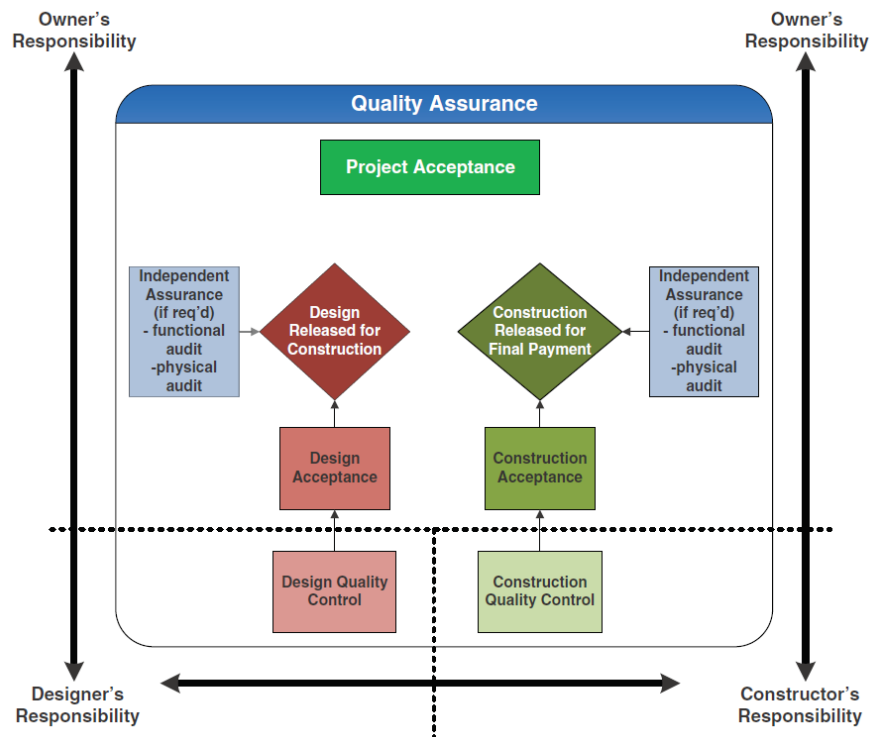 Owner's
Responsibility
Owner's
Responsibility
Quality Assurance
Project Acceptance
Independent
Assurance
(if req'd)
- functional
audit
-physical
audit
Design
Released for
Construction
Construction
Released for
Final Payment
Independent
Assurance
(if req'd)
- functional
audit
-physical
audit
Design
Acceptance
Construction
Acceptance
Design Quality
Control
Construction
Quality Control
Designer's
Responsibility
Constructor's
Responsibility